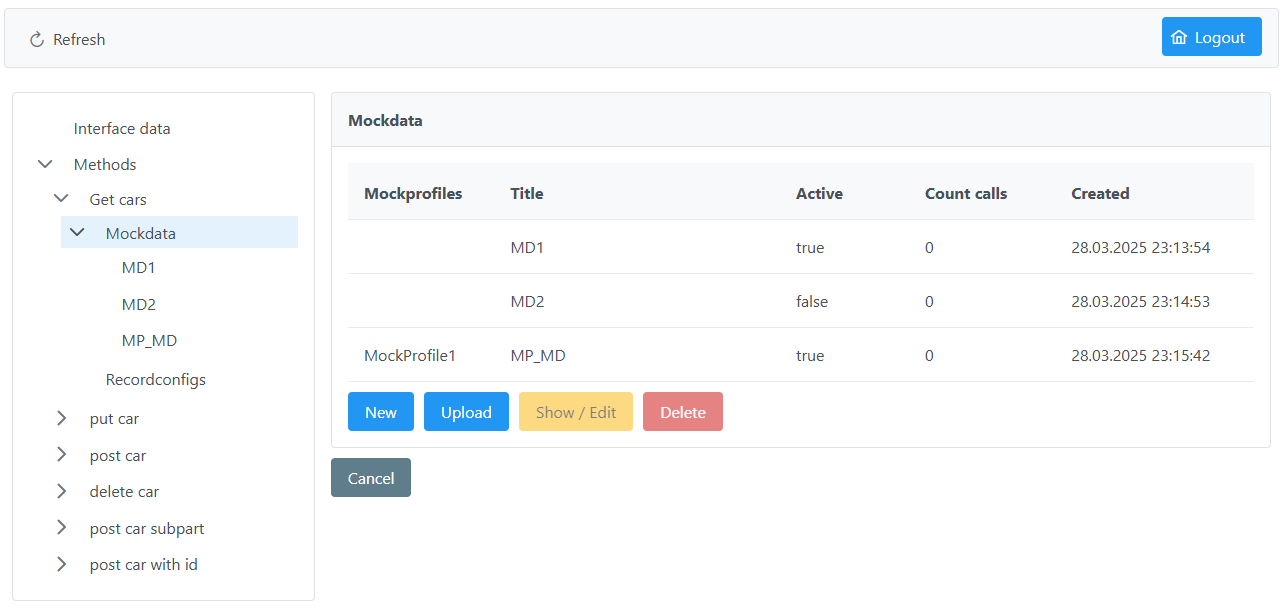 Refresh
Logout
Interface data
Methods
Get cars
Mockdata
MD1
MD2
MP_MD
Recordconfigs
put car
post car
delete car
post car subpart
post car with id
Mockdata
Mockprofiles Title Active Count calls Created
MD1 true 0 28.03.2025 23:13:54
MD2 false 0 28.03.2025 23:14:53
MockProfile1 MP_MD true 0 28.03.2025 23:15:42
New Upload Show / Edit Delete
Cancel